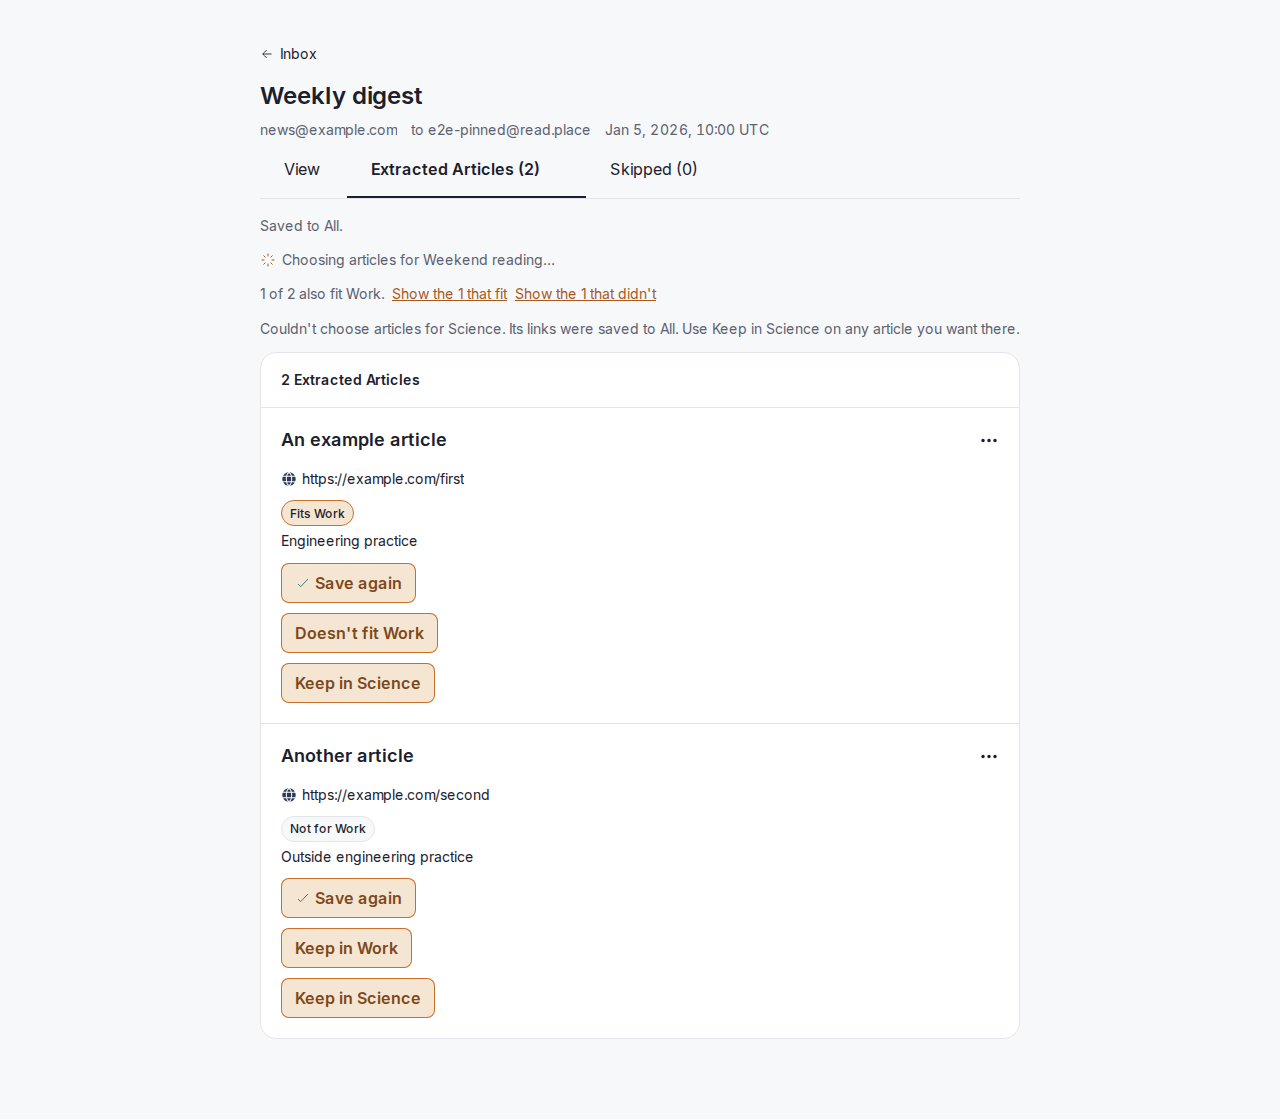 ← Inbox
Weekly digest
news@example.com to e2e-pinned@read.place Jan 5, 2026, 10:00 UTC
View Extracted Articles (2) Skipped (0)
Saved to All.
Choosing articles for Weekend reading…
1 of 2 also fit Work. Show the 1 that fit Show the 1 that didn't
Couldn't choose articles for Science. Its links were saved to All. Use Keep in Science on any article you want there.
2 Extracted Articles
An example article
https://example.com/first
Fits Work
Engineering practice
Save again
Doesn't fit Work
Keep in Science
Another article
https://example.com/second
Not for Work
Outside engineering practice
Save again
Keep in Work
Keep in Science